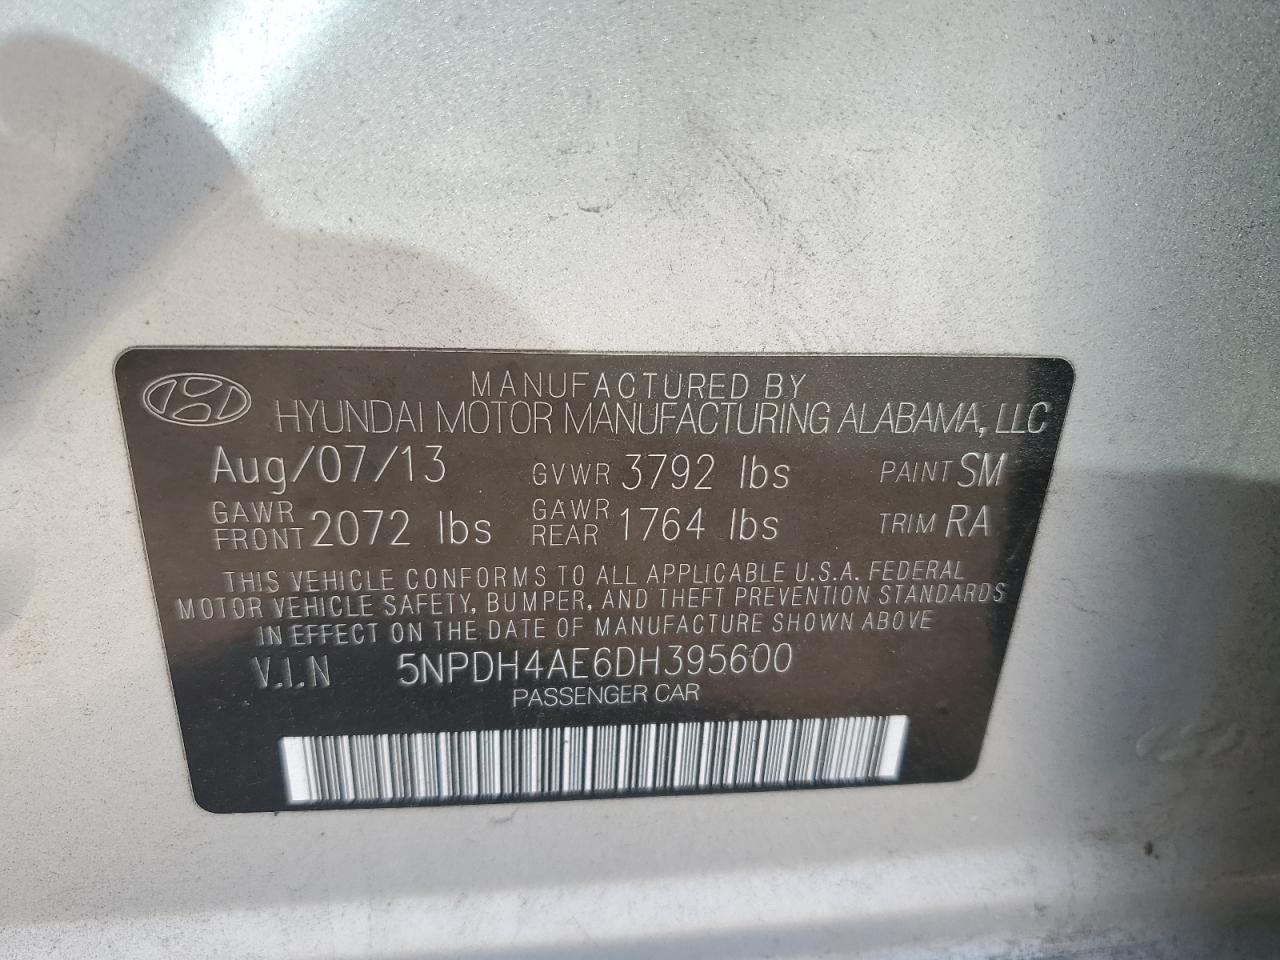 MANUFACTURED BY
HYUNDAI MOTOR MANUFACTURING ALABAMA, LLC
Aug/07/13 GVWR 3792 lbs PAINT SM
GAWR FRONT 2072 lbs GAWR REAR 1764 lbs TRIM RA
THIS VEHICLE CONFORMS TO ALL APPLICABLE U.S.A. FEDERAL
MOTOR VEHICLE SAFETY, BUMPER, AND THEFT PREVENTION STANDARDS
IN EFFECT ON THE DATE OF MANUFACTURE SHOWN ABOVE
V.I.N 5NPDH4AE6DH395600
PASSENGER CAR